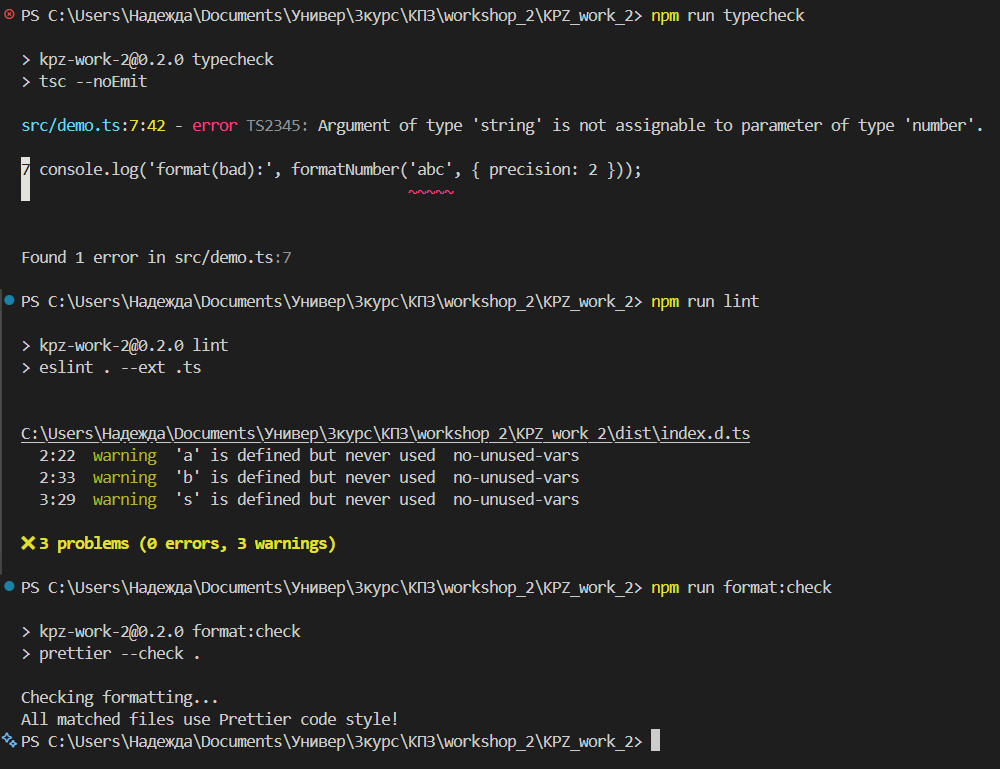 PS C:\Users\Надежда\Documents\Универ\3курс\КПЗ\workshop_2\KPZ_work_2> npm run typecheck
> kpz-work-2@0.2.0 typecheck
> tsc --noEmit
src/demo.ts:7:42 - error TS2345: Argument of type 'string' is not assignable to parameter of type 'number'.
7 console.log('format(bad):', formatNumber('abc', { precision: 2 }));
~~~~~
Found 1 error in src/demo.ts:7
PS C:\Users\Надежда\Documents\Универ\3курс\КПЗ\workshop_2\KPZ_work_2> npm run lint
> kpz-work-2@0.2.0 lint
> eslint . --ext .ts
C:\Users\Надежда\Documents\Универ\3курс\КПЗ\workshop_2\KPZ_work_2\dist\index.d.ts
2:22 warning 'a' is defined but never used no-unused-vars
2:33 warning 'b' is defined but never used no-unused-vars
3:29 warning 's' is defined but never used no-unused-vars
✖ 3 problems (0 errors, 3 warnings)
PS C:\Users\Надежда\Documents\Универ\3курс\КПЗ\workshop_2\KPZ_work_2> npm run format:check
> kpz-work-2@0.2.0 format:check
> prettier --check .
Checking formatting...
All matched files use Prettier code style!
PS C:\Users\Надежда\Documents\Универ\3курс\КПЗ\workshop_2\KPZ_work_2>